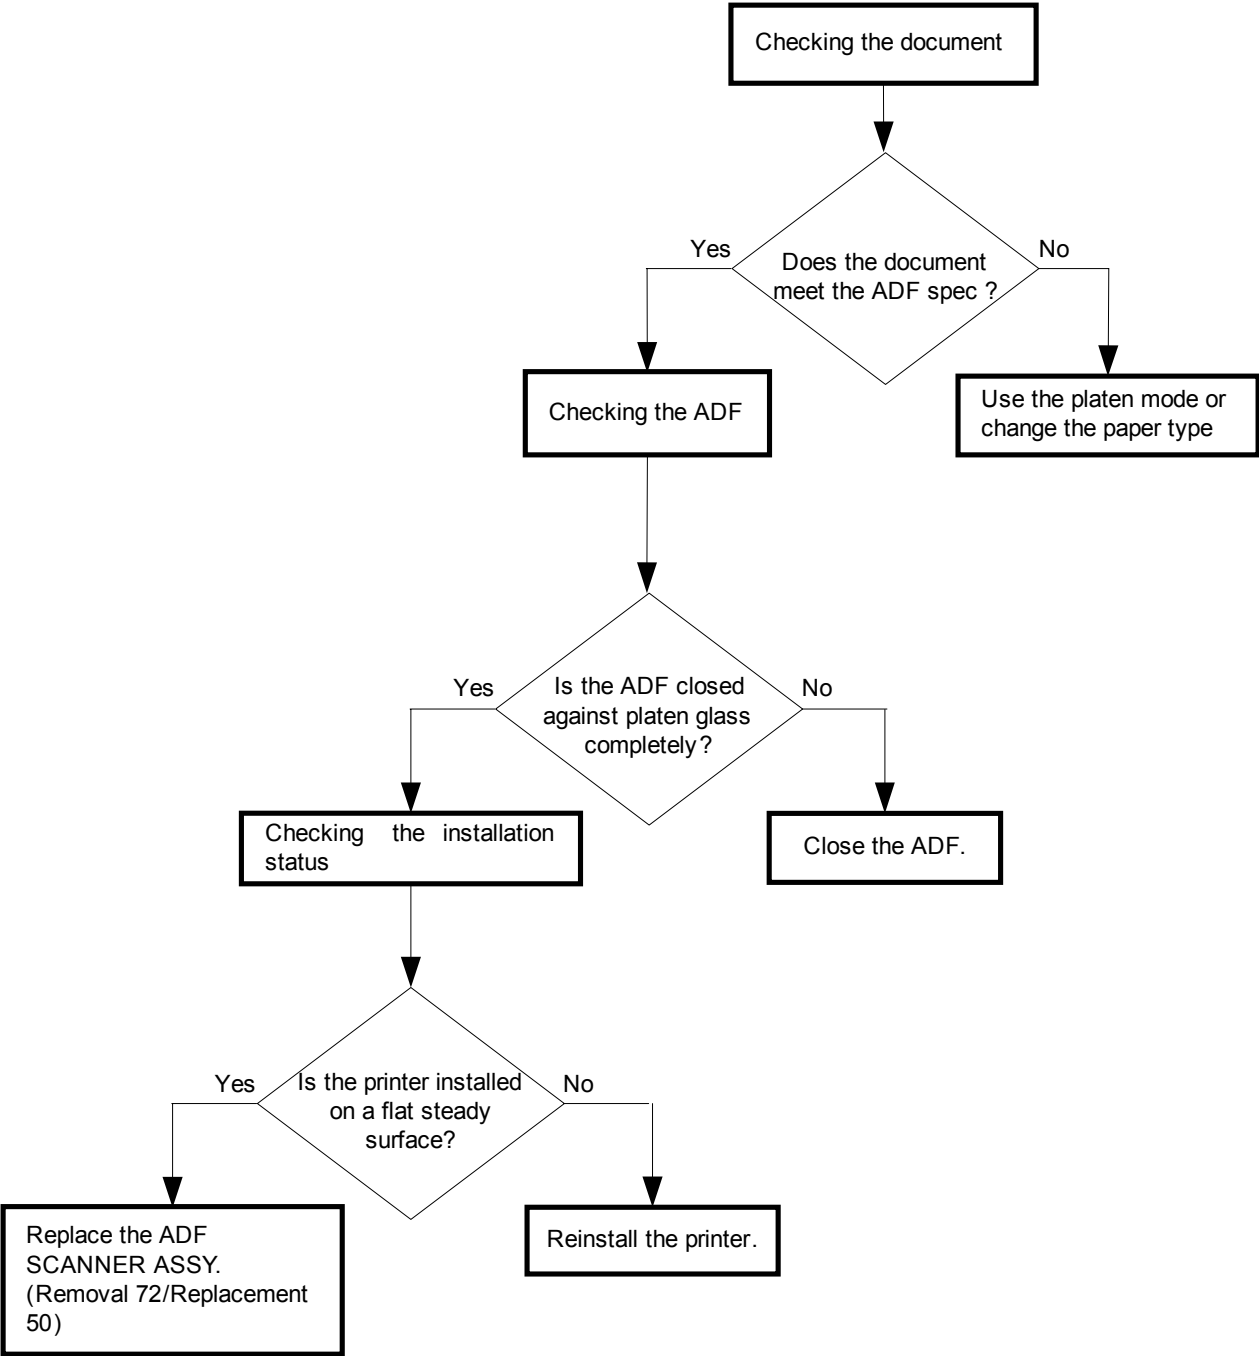 Checking the document
Yes
No
Does the document
meet the ADF spec ?
Checking the ADF
Use the platen mode or
change the paper type
Yes
No
Is the ADF closed
against platen glass
completely?
Checking the installation
status
Close the ADF.
Yes
No
Is the printer installed
on a flat steady
surface?
Replace the ADF
SCANNER ASSY.
(Removal 72/Replacement
50)
Reinstall the printer.